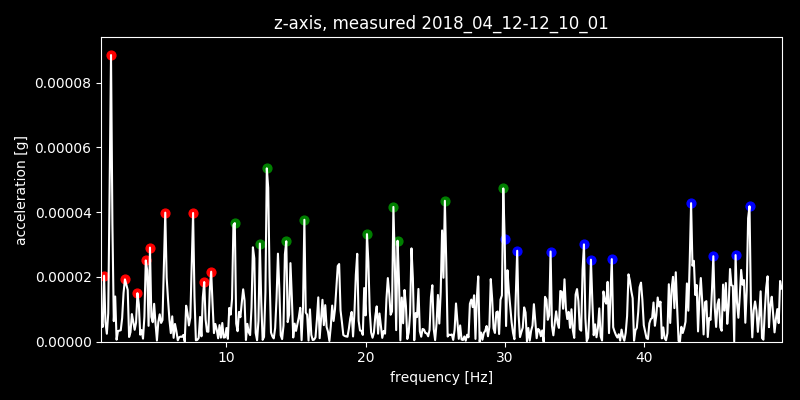 z-axis, measured 2018_04_12-12_10_01
acceleration [g]
0.00008
0.00006
0.00004
0.00002
0.00000
10 20 30 40
frequency [Hz]